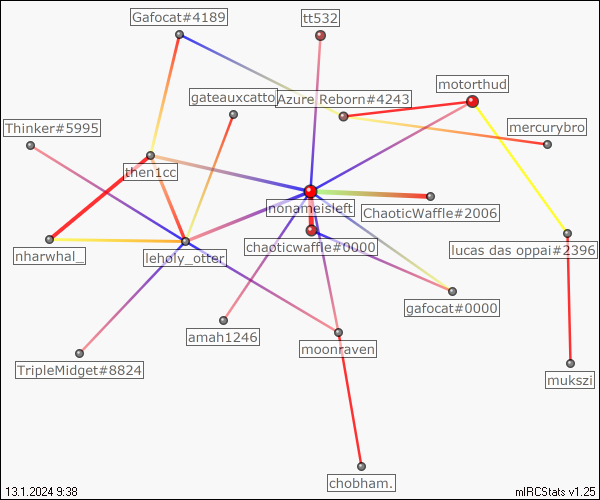 Gafocat#4189
tt532
motorthud
gateauxcatto
Azure Reborn#4243
Thinker#5995
mercurybro
then1cc
nonameisleft
ChaoticWaffle#2006
chaoticwaffle#0000
lucas das oppai#2396
nharwhal_
leholy_otter
gafocat#0000
amah1246
moonraven
TripleMidget#8824
mukszi
chobham.
13.1.2024 9:38
mIRCStats v1.25